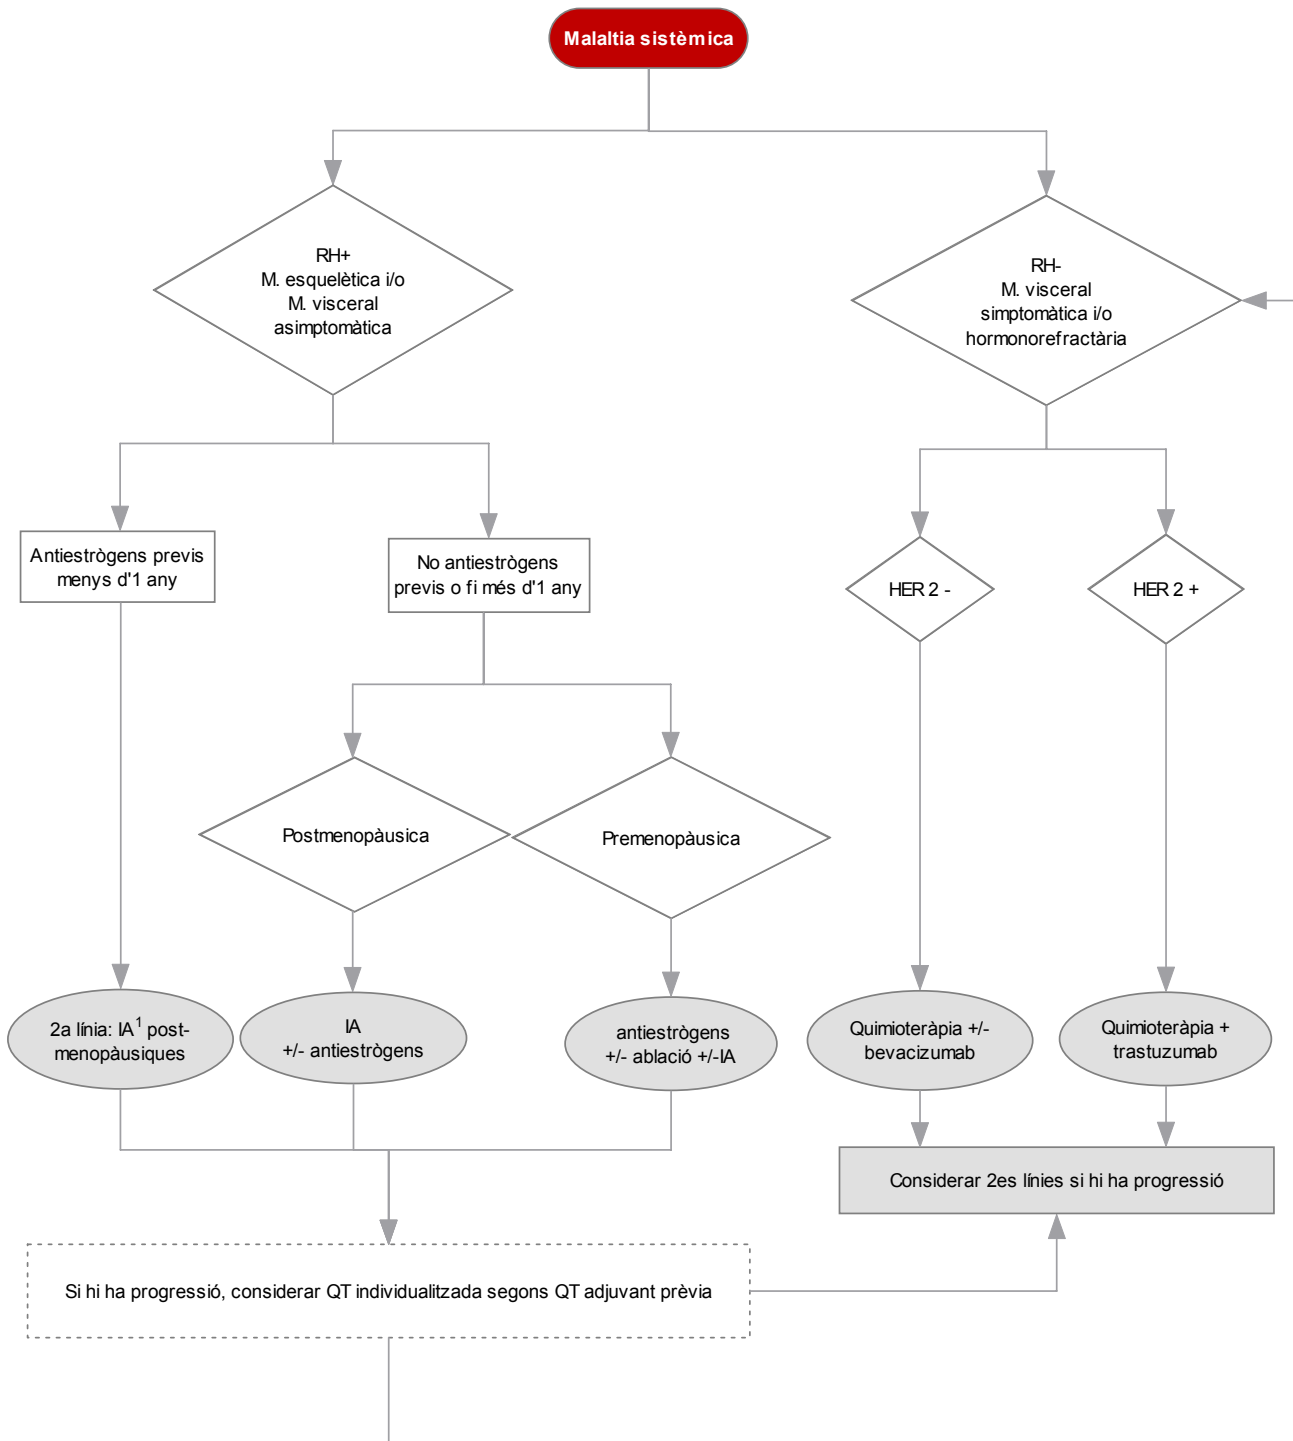 Malaltia sistèmica
RH+
M. esquelètica i/o
M. visceral
asimptomàtica
RH-
M. visceral
simptomàtica i/o
hormonorefractària
Antiestrògens previs
menys d'1 any
No antiestrògens
previs o fi més d'1 any
HER 2 -
HER 2 +
Postmenopàusica
Premenopàusica
2a línia: IA¹ post-
menopàusiques
IA
+/- antiestrògens
antiestrògens
+/- ablació +/-IA
Quimioteràpia +/-
bevacizumab
Quimioteràpia +
trastuzumab
Considerar 2es línies si hi ha progressió
Si hi ha progressió, considerar QT individualitzada segons QT adjuvant prèvia